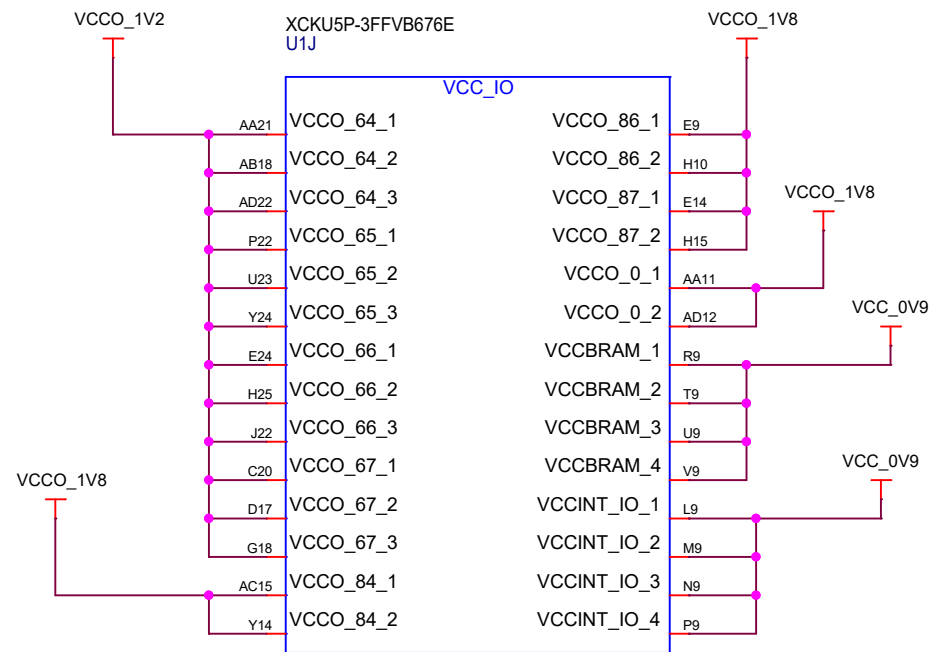 VCCO_1V2
XCKU5P-3FFVB676E
U1J
VCCO_1V8
VCC_IO
AA21 VCCO_64_1 VCCO_86_1 E9
AB18 VCCO_64_2 VCCO_86_2 H10
AD22 VCCO_64_3 VCCO_87_1 E14
VCCO_1V8
P22 VCCO_65_1 VCCO_87_2 H15
U23 VCCO_65_2 VCCO_0_1 AA11
Y24 VCCO_65_3 VCCO_0_2 AD12
VCC_0V9
E24 VCCO_66_1 VCCBRAM_1 R9
H25 VCCO_66_2 VCCBRAM_2 T9
J22 VCCO_66_3 VCCBRAM_3 U9
C20 VCCO_67_1 VCCBRAM_4 V9
VCCO_1V8
VCC_0V9
D17 VCCO_67_2 VCCINT_IO_1 L9
G18 VCCO_67_3 VCCINT_IO_2 M9
AC15 VCCO_84_1 VCCINT_IO_3 N9
Y14 VCCO_84_2 VCCINT_IO_4 P9